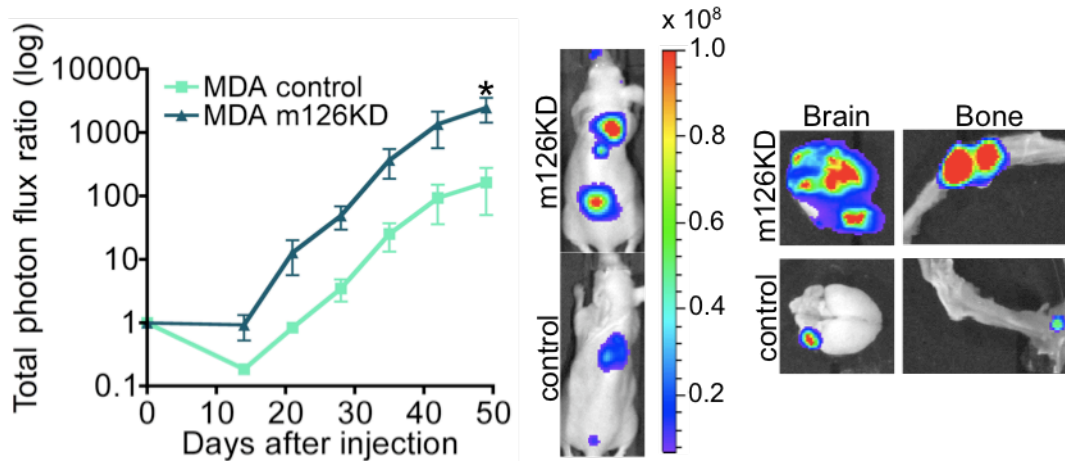 Total photon flux ratio (log)
10000
1000
100
10
1
0.1
MDA control
MDA m126KD
*
0
10
20
30
40
50
Days after injection
m126KD
control
x 10⁸
1.0
0.8
0.6
0.4
0.2
Brain
Bone
m126KD
control